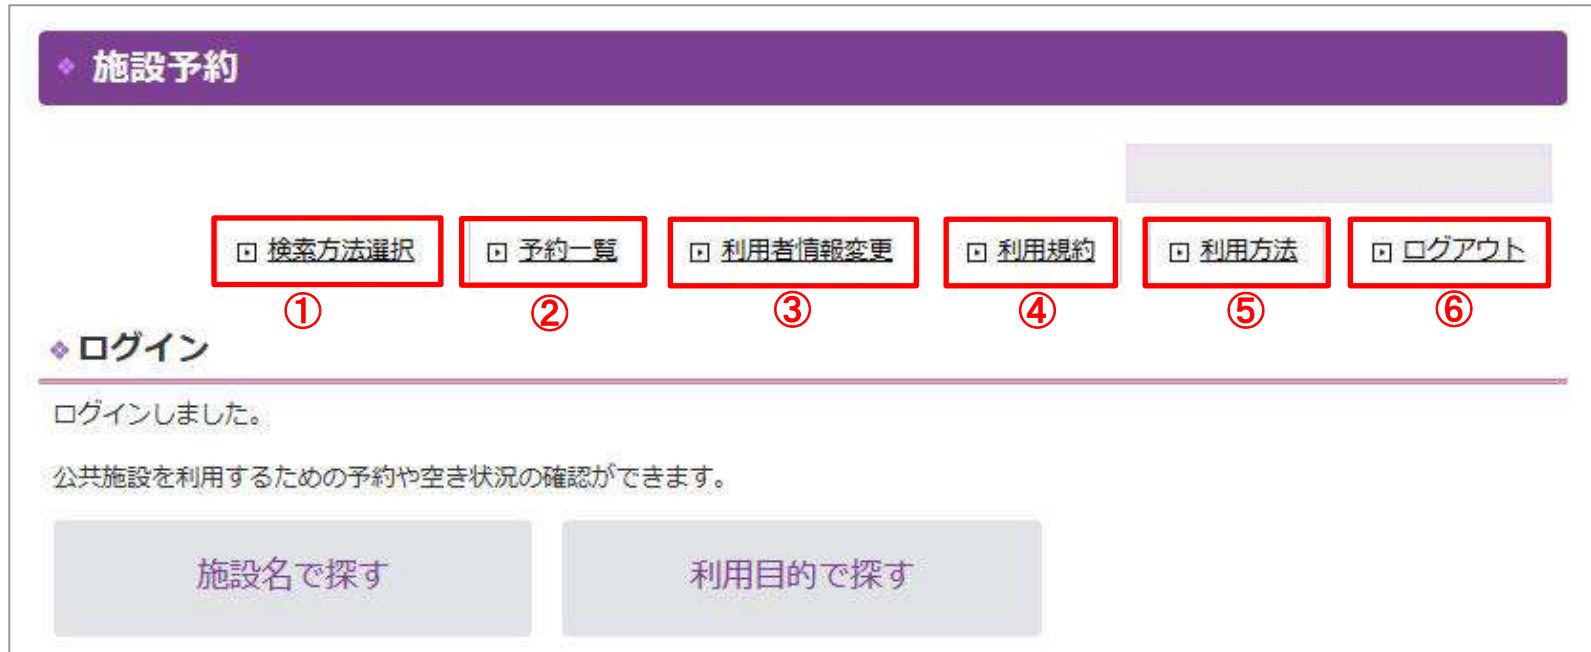 施設予約
検索方法選択 予約一覧 利用者情報変更 利用規約 利用方法 ログアウト
① ② ③ ④ ⑤ ⑥
ログイン
ログインしました。
公共施設を利用するための予約や空き状況の確認ができます。
施設名で探す 利用目的で探す